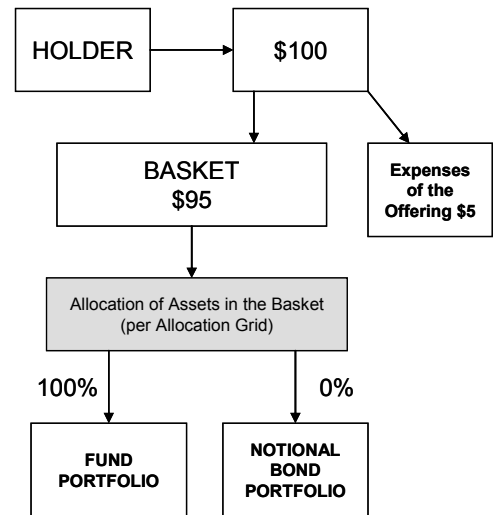 HOLDER
$100
BASKET
$95
Expenses
of the
Offering $5
Allocation of Assets in the Basket
(per Allocation Grid)
100%
0%
FUND
PORTFOLIO
NOTIONAL
BOND
PORTFOLIO